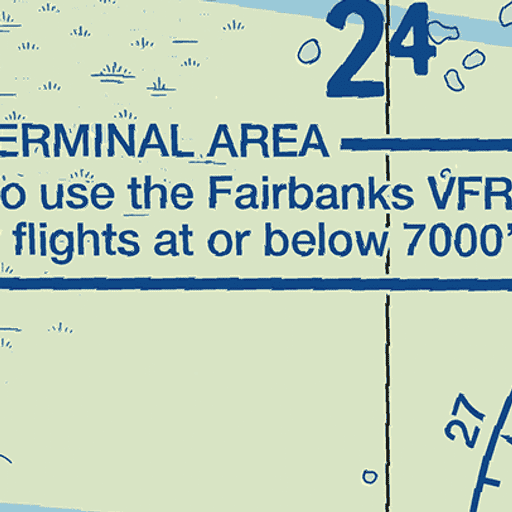 24
ERMINAL AREA
o use the Fairbanks VFR
flights at or below 7000'
27